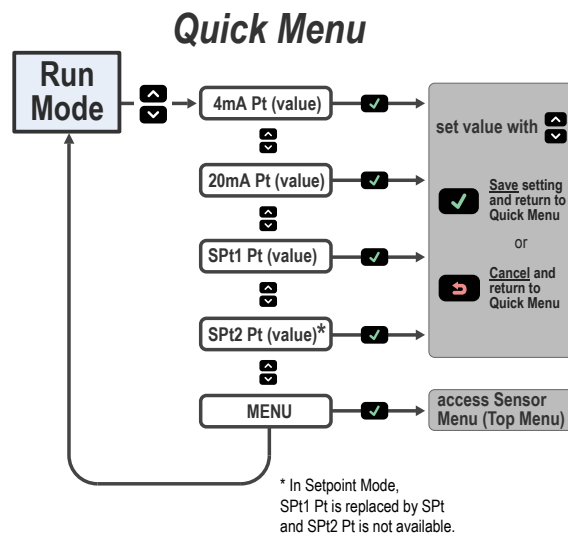 Quick Menu
Run
Mode
4mA Pt (value)
20mA Pt (value)
SPt1 Pt (value)
SPt2 Pt (value)*
MENU
set value with
Save setting
and return to
Quick Menu
or
Cancel and
return to
Quick Menu
access Sensor
Menu (Top Menu)
* In Setpoint Mode,
SPt1 Pt is replaced by SPt
and SPt2 Pt is not available.